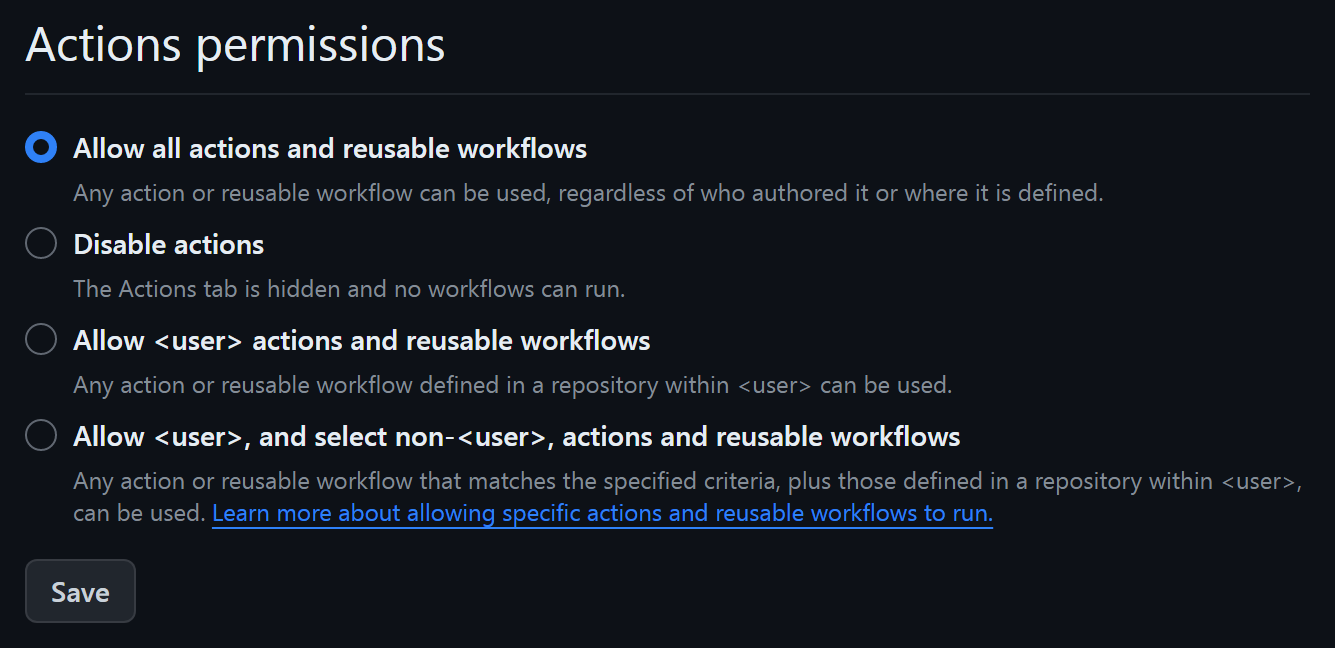 Actions permissions
Allow all actions and reusable workflows
Any action or reusable workflow can be used, regardless of who authored it or where it is defined.
Disable actions
The Actions tab is hidden and no workflows can run.
Allow <user> actions and reusable workflows
Any action or reusable workflow defined in a repository within <user> can be used.
Allow <user>, and select non-<user>, actions and reusable workflows
Any action or reusable workflow that matches the specified criteria, plus those defined in a repository within <user>,
can be used. Learn more about allowing specific actions and reusable workflows to run.
Save